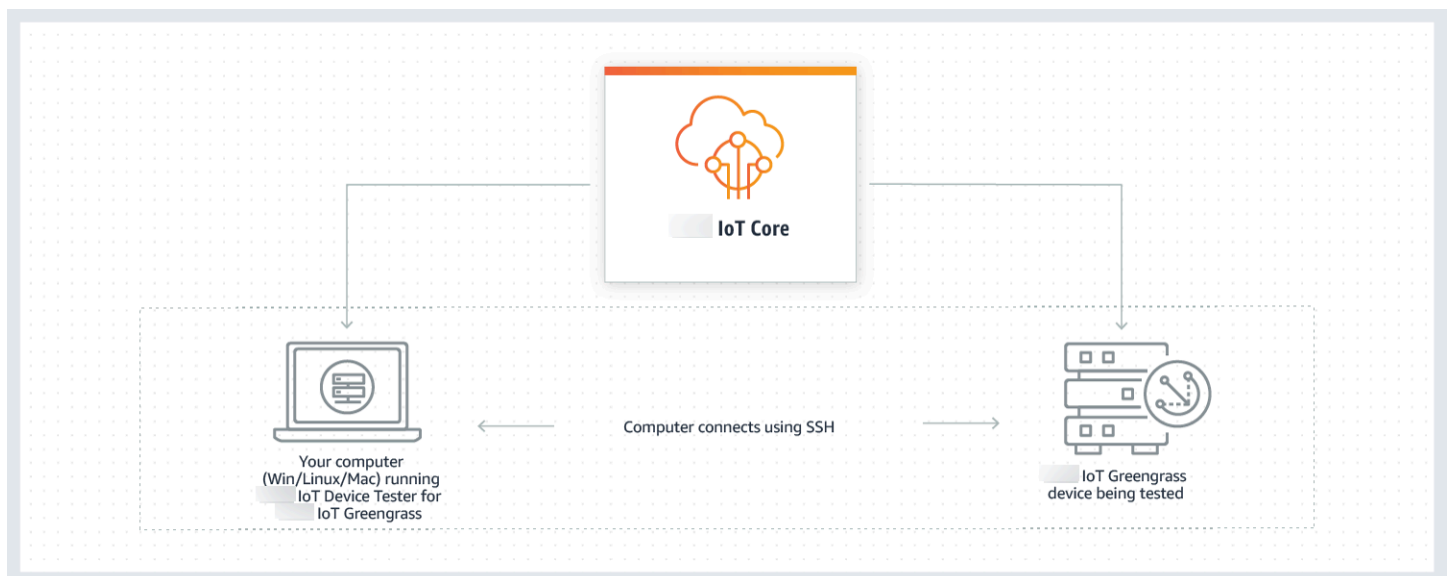 IoT Core
Computer connects using SSH
Your computer
(Win/Linux/Mac) running
IoT Device Tester for
IoT Greengrass
IoT Greengrass
device being tested